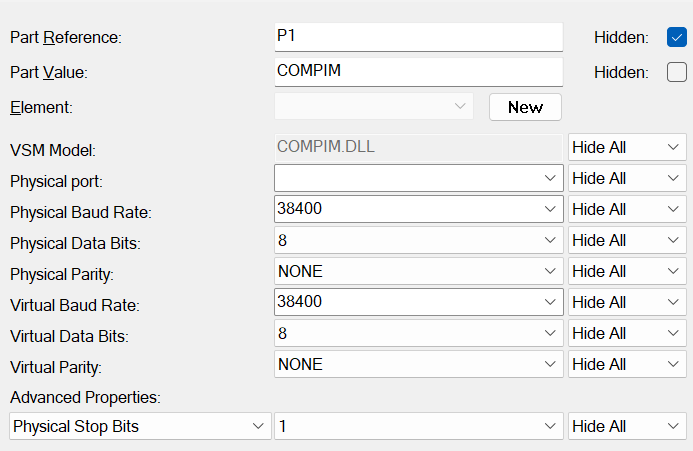 Part Reference: P1 Hidden:
Part Value: COMPIM Hidden:
Element: New
VSM Model: COMPIM.DLL Hide All
Physical port: Hide All
Physical Baud Rate: 38400 Hide All
Physical Data Bits: 8 Hide All
Physical Parity: NONE Hide All
Virtual Baud Rate: 38400 Hide All
Virtual Data Bits: 8 Hide All
Virtual Parity: NONE Hide All
Advanced Properties:
Physical Stop Bits 1 Hide All